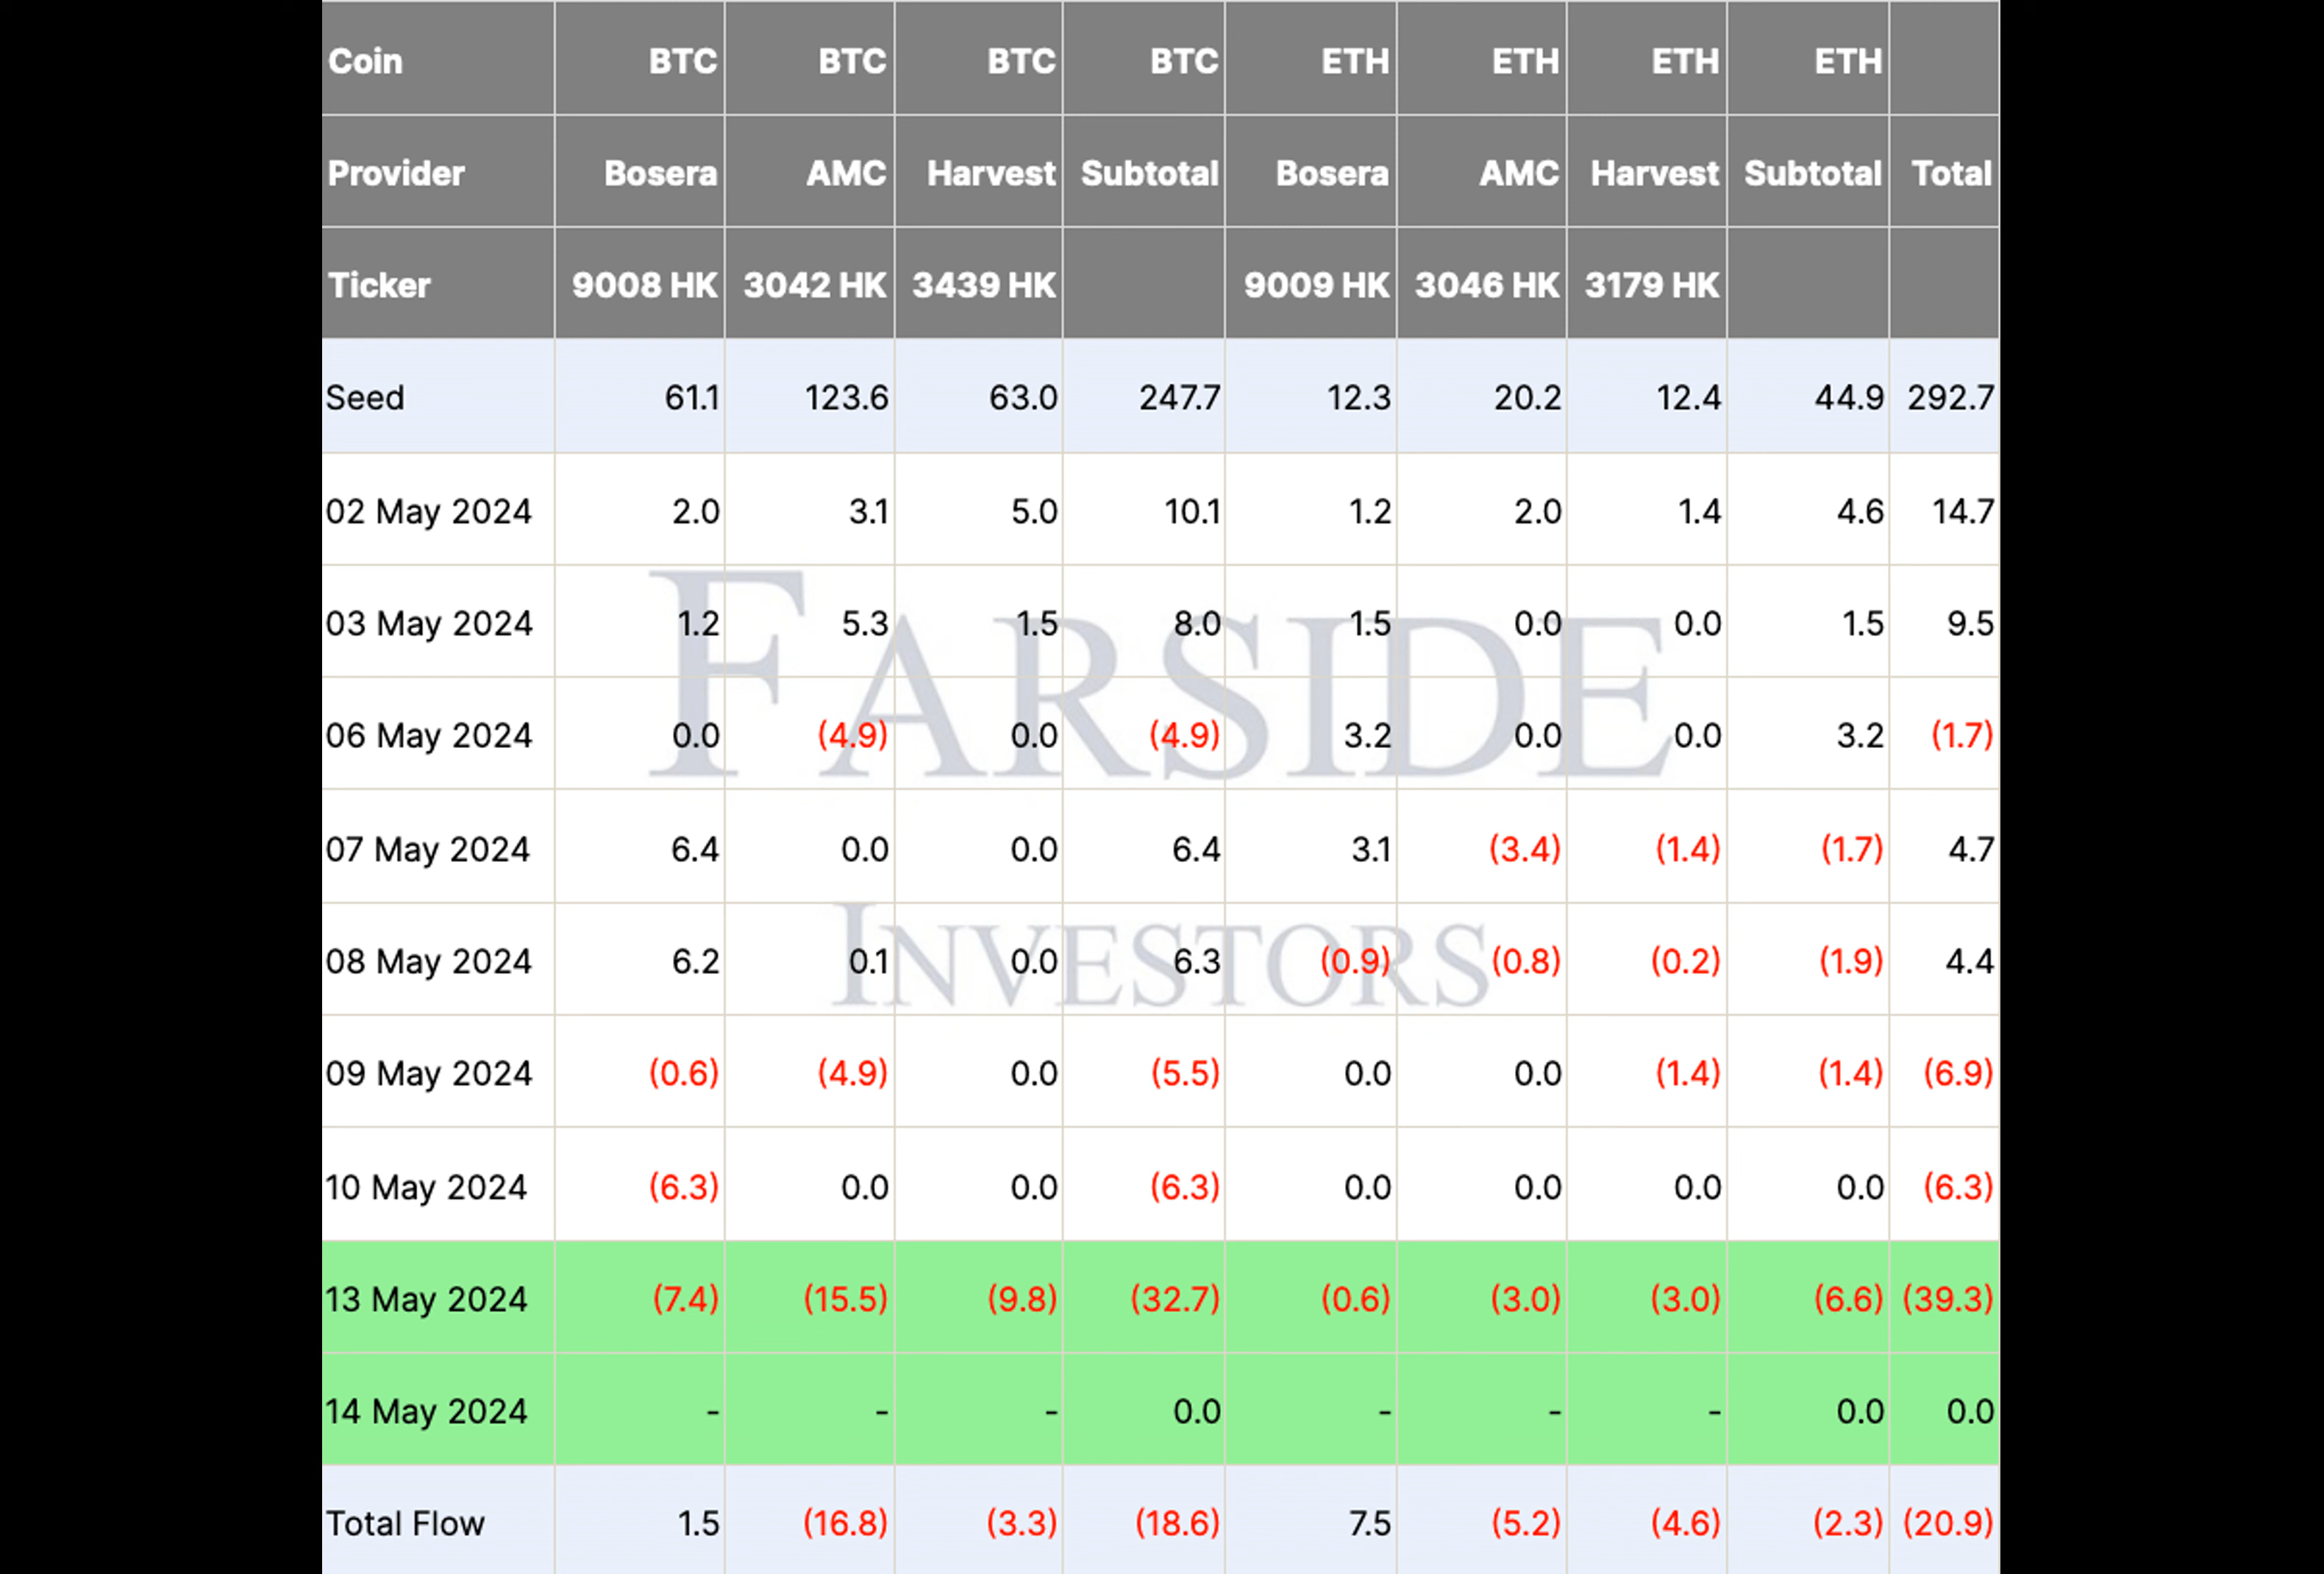 Coin BTC BTC BTC BTC ETH ETH ETH ETH
Provider Bosera AMC Harvest Subtotal Bosera AMC Harvest Subtotal Total
Ticker 9008 HK 3042 HK 3439 HK 9009 HK 3046 HK 3179 HK
Seed 61.1 123.6 63.0 247.7 12.3 20.2 12.4 44.9 292.7
02 May 2024 2.0 3.1 5.0 10.1 1.2 2.0 1.4 4.6 14.7
03 May 2024 1.2 5.3 1.5 8.0 1.5 0.0 0.0 1.5 9.5
FARSIDE
06 May 2024 0.0 (4.9) 0.0 (4.9) 3.2 0.0 0.0 3.2 (1.7)
07 May 2024 6.4 0.0 0.0 6.4 3.1 (3.4) (1.4) (1.7) 4.7
INVESTORS
08 May 2024 6.2 0.1 0.0 6.3 (0.9) (0.8) (0.2) (1.9) 4.4
09 May 2024 (0.6) (4.9) 0.0 (5.5) 0.0 0.0 (1.4) (1.4) (6.9)
10 May 2024 (6.3) 0.0 0.0 (6.3) 0.0 0.0 0.0 0.0 (6.3)
13 May 2024 (7.4) (15.5) (9.8) (32.7) (0.6) (3.0) (3.0) (6.6) (39.3)
14 May 2024 - - - 0.0 - - - 0.0 0.0
Total Flow 1.5 (16.8) (3.3) (18.6) 7.5 (5.2) (4.6) (2.3) (20.9)